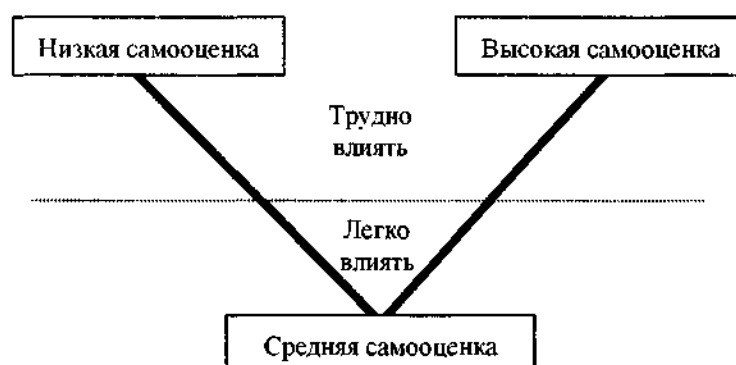 Низкая самооценка
Высокая самооценка
Трудно
влиять
Легко
влиять
Средняя самооценка